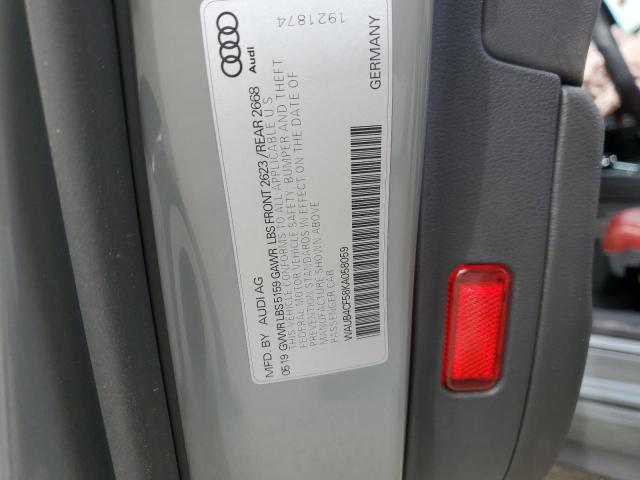 MFD. BY AUDI AG
05 19 GVWR LBS 5159 GAWR LBS FRONT 2623 / REAR 2668
THIS VEHICLE CONFORMS TO ALL APPLICABLE U S
FEDERAL MOTOR VEHICLE SAFETY, BUMPER AND THEFT
PREVENTION STANDARDS IN EFFECT ON THE DATE OF
MANUFACTURE SHOWN ABOVE
PASSENGER CAR
WAUB4CF58KA058059
Audi
1921874
GERMANY